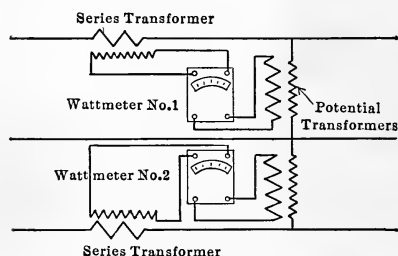 Series Transformer
Wattmeter No.1
Potential
Transformers
Wattmeter No.2
Series Transformer